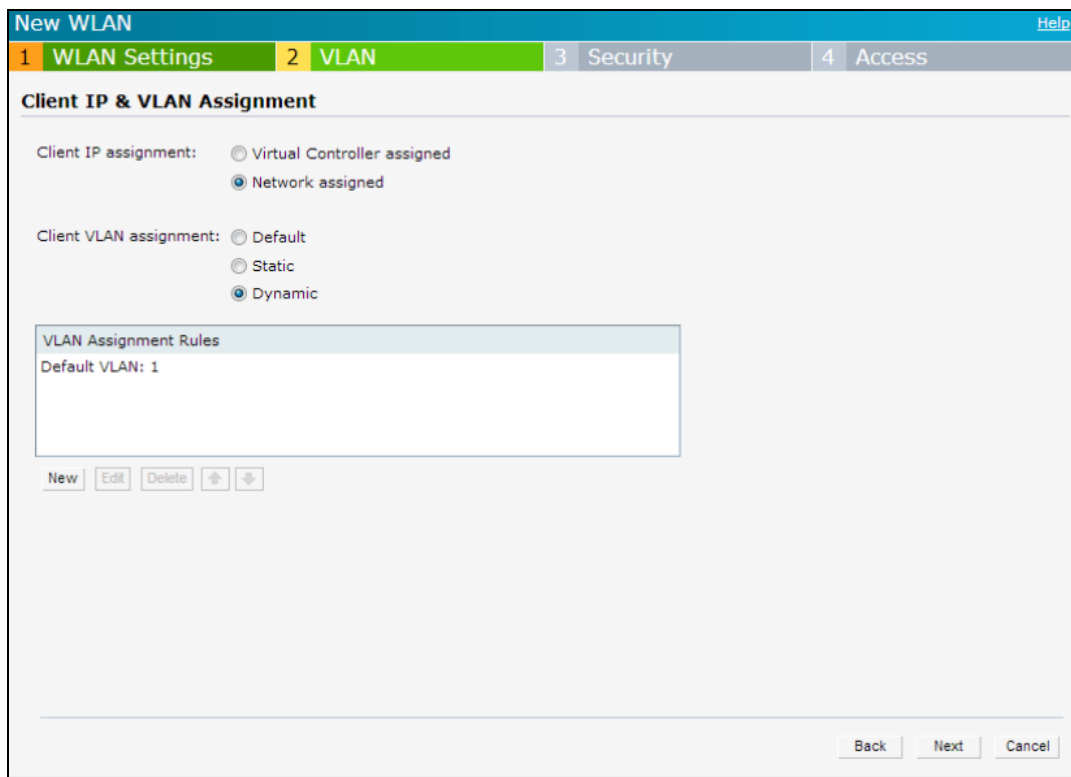 New WLAN
Help
1 WLAN Settings 2 VLAN 3 Security 4 Access
Client IP & VLAN Assignment
Client IP assignment: Virtual Controller assigned
Network assigned
Client VLAN assignment: Default
Static
Dynamic
VLAN Assignment Rules
Default VLAN: 1
New Edit Delete
Back Next Cancel